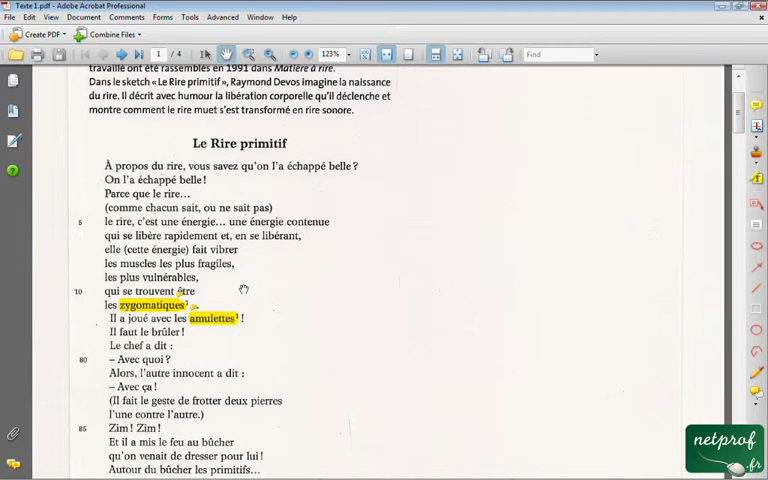 Texte 1.pdf - Adobe Acrobat Professional
File Edit View Document Comments Forms Tools Advanced Window Help
Create PDF Combine Files
1 / 4 123% Find
travaillé ont été rassemblés en 1991 dans Matière à rire.
Dans le sketch « Le Rire primitif », Raymond Devos imagine la naissance
du rire. Il décrit avec humour la libération corporelle qu'il déclenche et
montre comment le rire muet s'est transformé en rire sonore.
Le Rire primitif
À propos du rire, vous savez qu'on l'a échappé belle ?
On l'a échappé belle !
Parce que le rire...
(comme chacun sait, ou ne sait pas)
5 le rire, c'est une énergie... une énergie contenue
qui se libère rapidement et, en se libérant,
elle (cette énergie) fait vibrer
les muscles les plus fragiles,
les plus vulnérables,
10 qui se trouvent être
les zygomatiques¹.
Il a joué avec les amulettes¹ !
Il faut le brûler !
Le chef a dit :
80 – Avec quoi ?
Alors, l'autre innocent a dit :
– Avec ça !
(Il fait le geste de frotter deux pierres
l'une contre l'autre.)
85 Zim ! Zim !
Et il a mis le feu au bûcher
qu'on venait de dresser pour lui !
Autour du bûcher les primitifs...
netprof
.fr